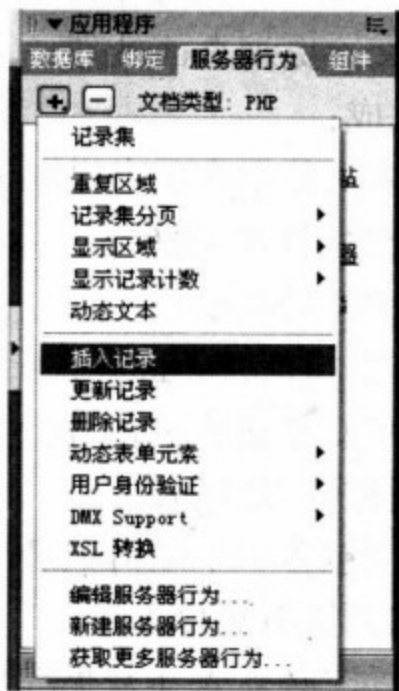 应用程序
数据库 绑定 服务器行为 组件
文档类型: PHP
记录集
重复区域
记录集分页
显示区域
显示记录计数
动态文本
插入记录
更新记录
删除记录
动态表单元素
用户身份验证
DMX Support
XSL 转换
编辑服务器行为...
新建服务器行为...
获取更多服务器行为...